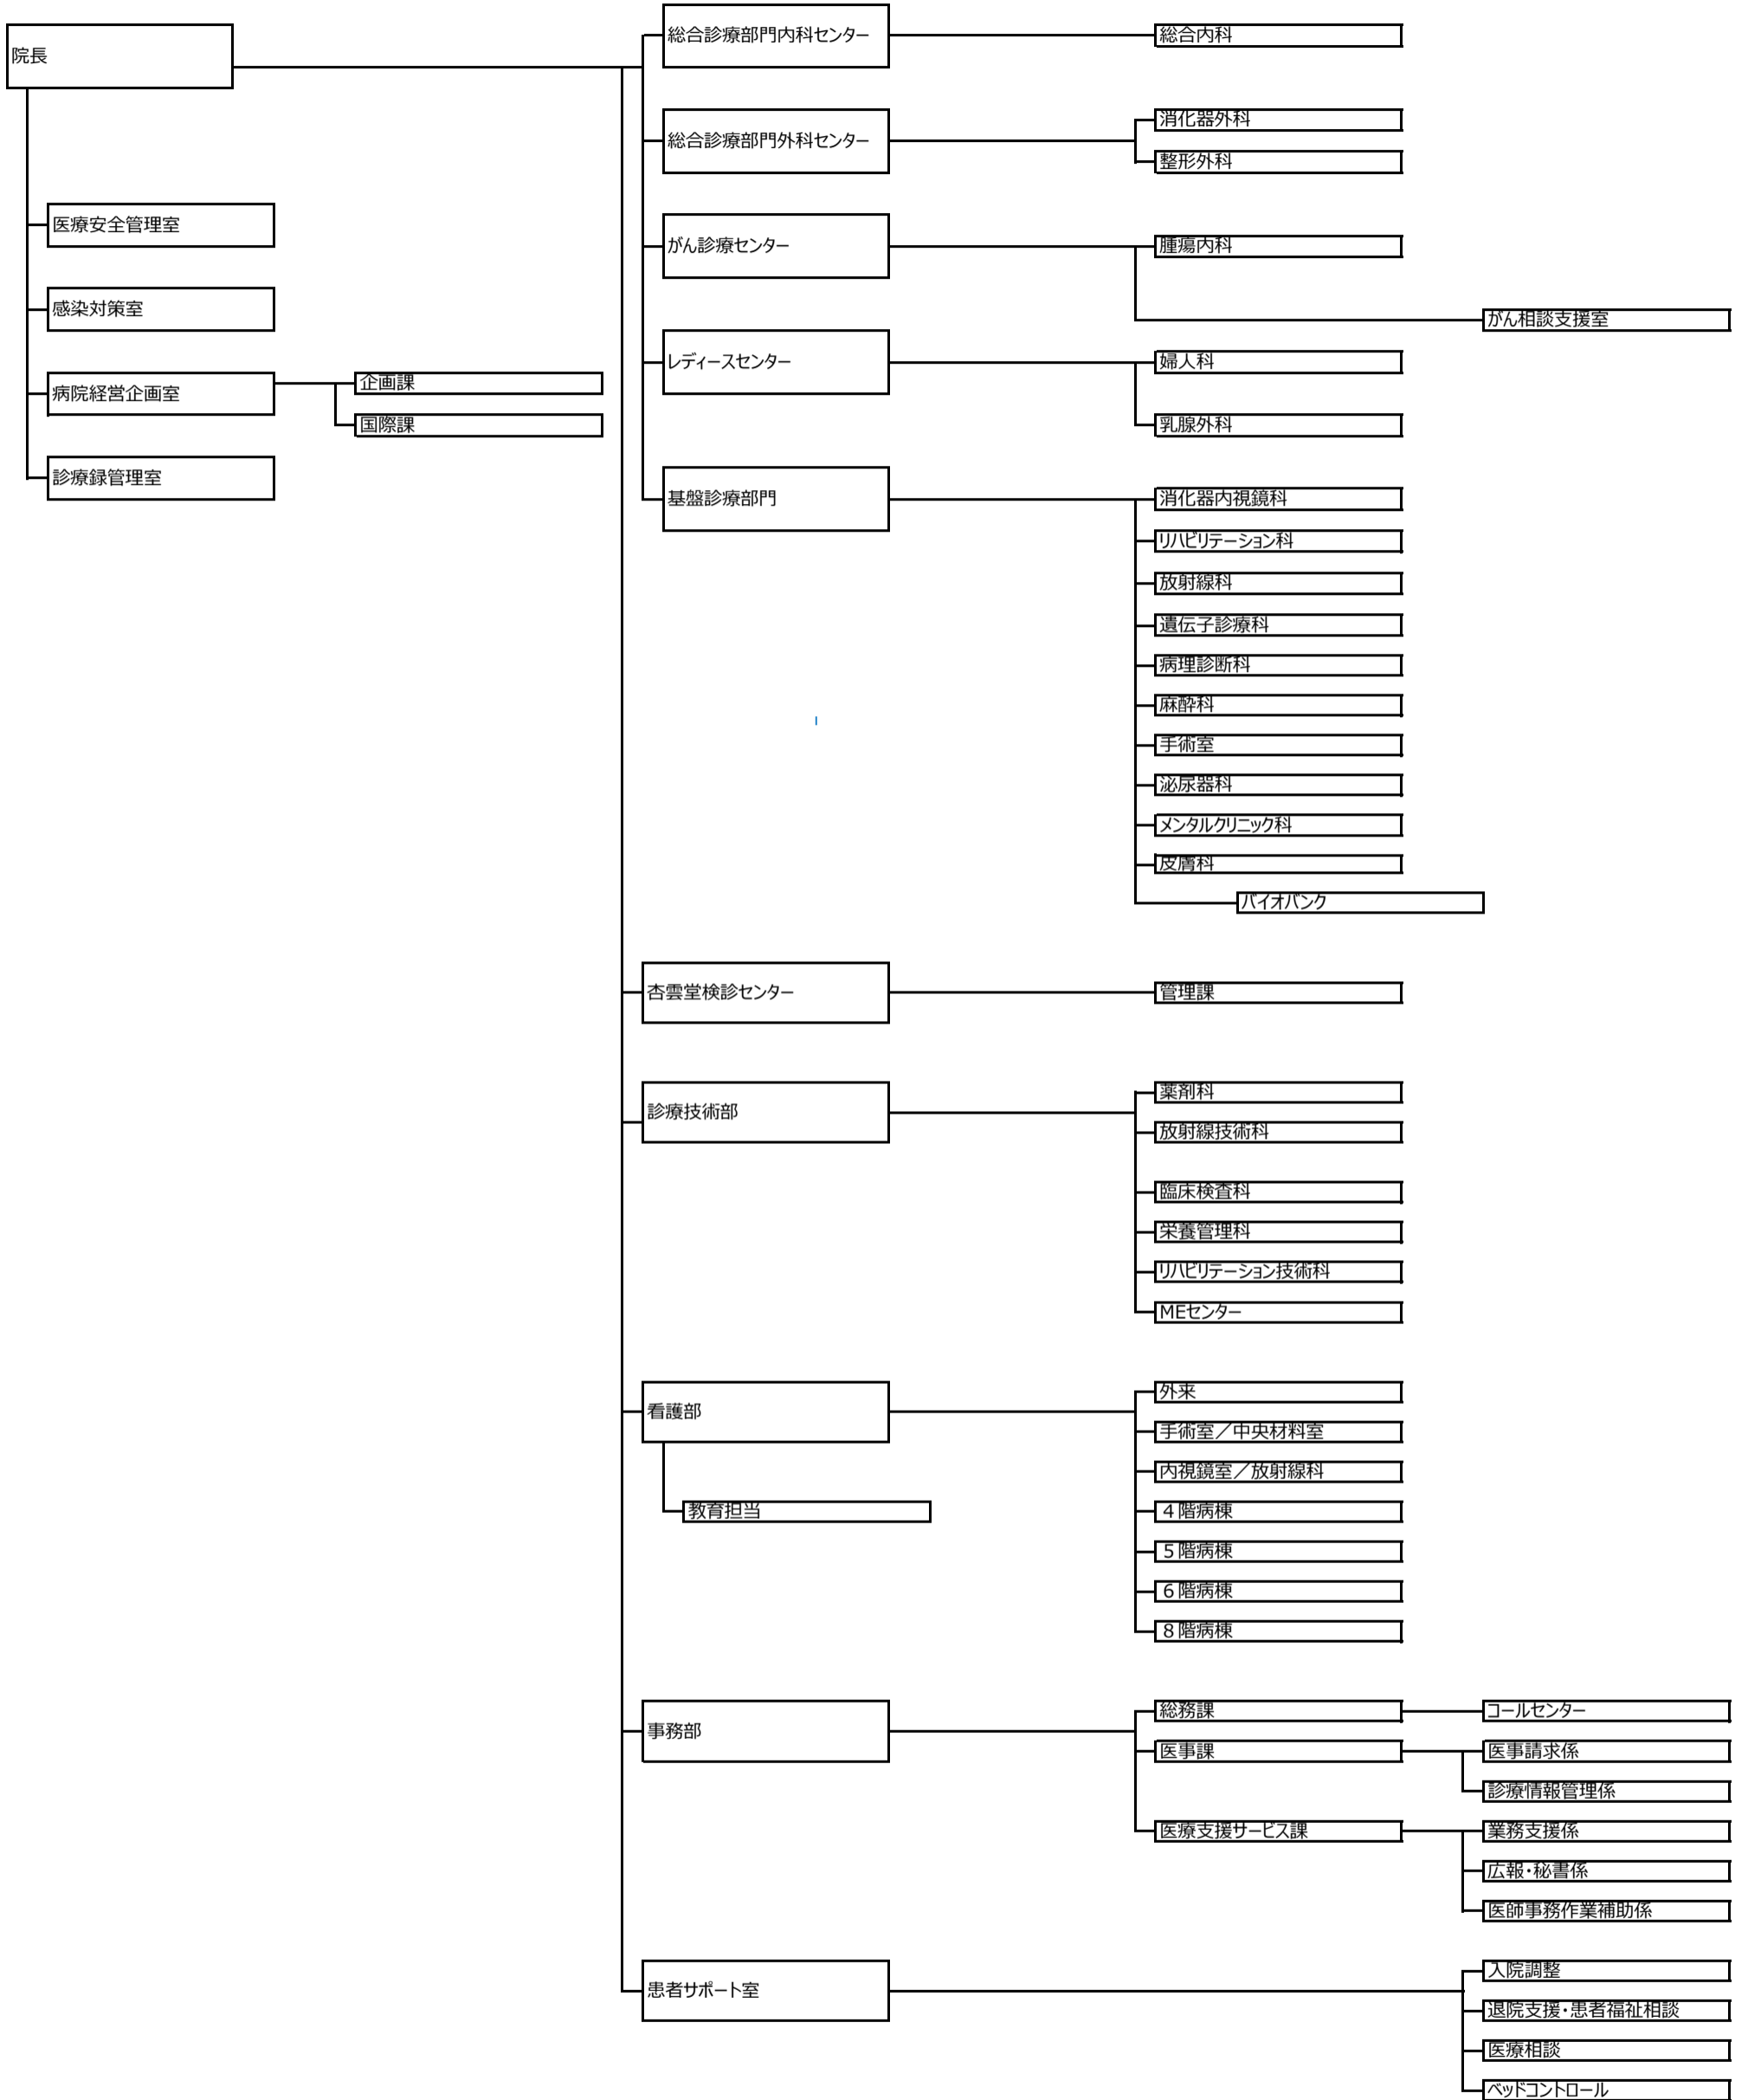 院長
総合診療部門内科センター
総合内科
総合診療部門外科センター
消化器外科
整形外科
医療安全管理室
がん診療センター
腫瘍内科
感染対策室
がん相談支援室
レディースセンター
婦人科
病院経営企画室
企画課
国際課
乳腺外科
診療録管理室
基盤診療部門
消化器内視鏡科
リハビリテーション科
放射線科
遺伝子診療科
病理診断科
麻酔科
手術室
泌尿器科
メンタルクリニック科
皮膚科
バイオバンク
杏雲堂検診センター
管理課
診療技術部
薬剤科
放射線技術科
臨床検査科
栄養管理科
リハビリテーション技術科
MEセンター
看護部
外来
手術室／中央材料室
内視鏡室／放射線科
教育担当
４階病棟
５階病棟
６階病棟
８階病棟
事務部
総務課
コールセンター
医事課
医事請求係
診療情報管理係
医療支援サービス課
業務支援係
広報・秘書係
医師事務作業補助係
患者サポート室
入院調整
退院支援・患者福祉相談
医療相談
ベッドコントロール